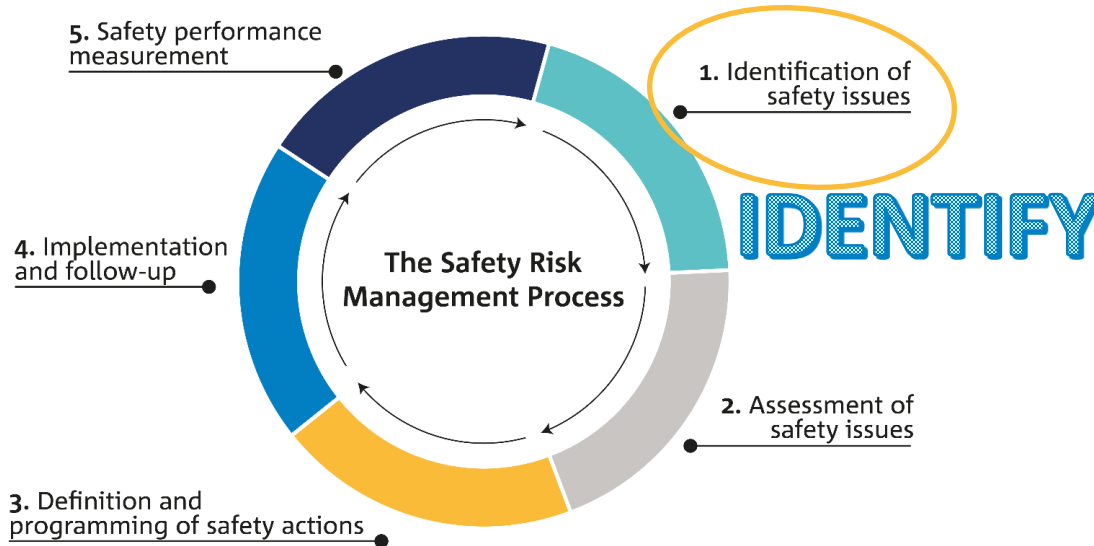 5. Safety performance
measurement
1. Identification of
safety issues
IDENTIFY
4. Implementation
and follow-up
The Safety Risk
Management Process
2. Assessment of
safety issues
3. Definition and
programming of safety actions